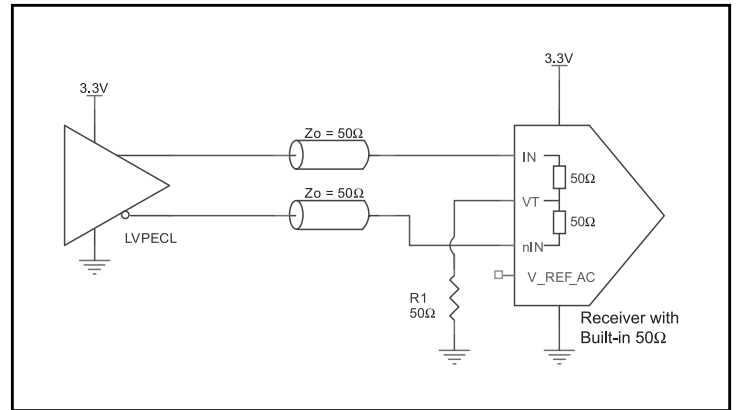 3.3V
3.3V
Zo = 50Ω
IN
50Ω
Zo = 50Ω
VT
50Ω
nIN
LVPECL
V_REF_AC
R1
50Ω
Receiver with
Built-in 50Ω